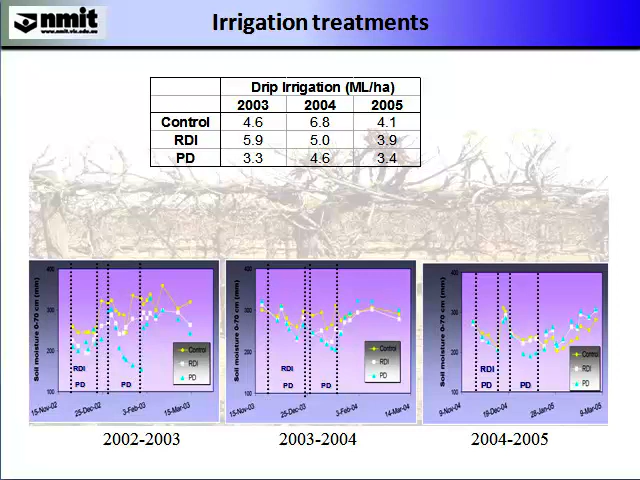 nmit
www.nmit.vic.edu.au
Irrigation treatments
Drip Irrigation (ML/ha)
2003 2004 2005
Control 4.6 6.8 4.1
RDI 5.9 5.0 3.9
PD 3.3 4.6 3.4
Soil moisture 0-70 cm (mm)
400
300
200
100
RDI
PD
PD
Control
RDI
PD
15-Nov-02 25-Dec-02 3-Feb-03 15-Mar-03
2002-2003
Soil moisture 0-70 cm (mm)
400
300
200
100
RDI
PD
PD
Control
RDI
PD
15-Nov-03 25-Dec-03 3-Feb-04 14-Mar-04
2003-2004
Soil moisture 0-70 cm (mm)
400
300
200
100
RDI
PD
PD
Control
RDI
PD
9-Nov-04 19-Dec-04 28-Jan-05 9-Mar-05
2004-2005